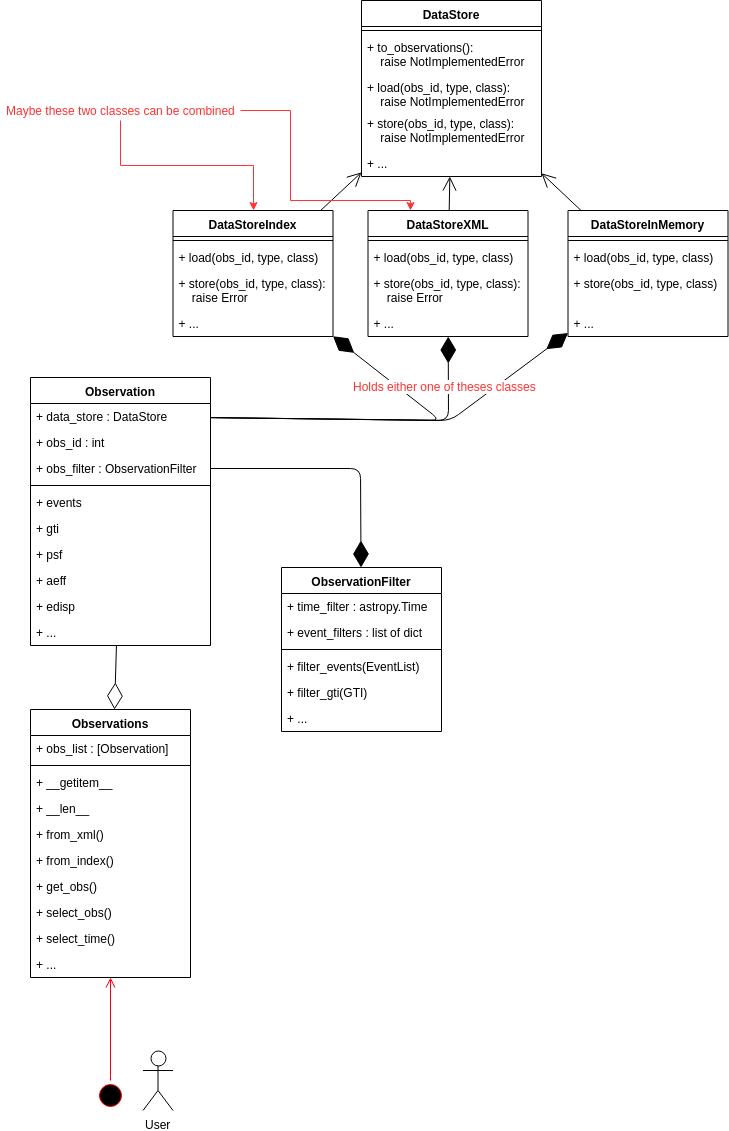 DataStore
+ to_observations():
raise NotImplementedError
+ load(obs_id, type, class):
raise NotImplementedError
+ store(obs_id, type, class):
raise NotImplementedError
+ ...
Maybe these two classes can be combined
DataStoreIndex
+ load(obs_id, type, class)
+ store(obs_id, type, class):
raise Error
+ ...
DataStoreXML
+ load(obs_id, type, class)
+ store(obs_id, type, class):
raise Error
+ ...
DataStoreInMemory
+ load(obs_id, type, class)
+ store(obs_id, type, class)
+ ...
Holds either one of theses classes
Observation
+ data_store : DataStore
+ obs_id : int
+ obs_filter : ObservationFilter
+ events
+ gti
+ psf
+ aeff
+ edisp
+ ...
ObservationFilter
+ time_filter : astropy.Time
+ event_filters : list of dict
+ filter_events(EventList)
+ filter_gti(GTI)
+ ...
Observations
+ obs_list : [Observation]
+ __getitem__
+ __len__
+ from_xml()
+ from_index()
+ get_obs()
+ select_obs()
+ select_time()
+ ...
User